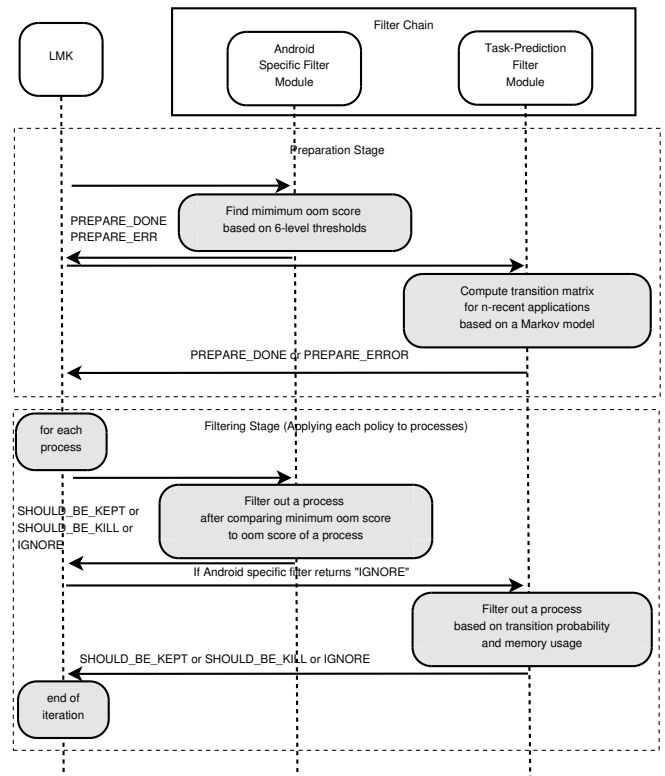 Filter Chain
LMK
Android
Specific Filter
Module
Task-Prediction
Filter
Module
Preparation Stage
Find mimimum oom score
based on 6-level thresholds
PREPARE_DONE
PREPARE_ERR
Compute transition matrix
for n-recent applications
based on a Markov model
PREPARE_DONE or PREPARE_ERROR
for each
process
Filtering Stage (Applying each policy to processes)
SHOULD_BE_KEPT or
SHOULD_BE_KILL or
IGNORE
Filter out a process
after comparing minimum oom score
to oom score of a process
If Android specific filter returns "IGNORE"
Filter out a process
based on transition probability
and memory usage
SHOULD_BE_KEPT or SHOULD_BE_KILL or IGNORE
end of
iteration